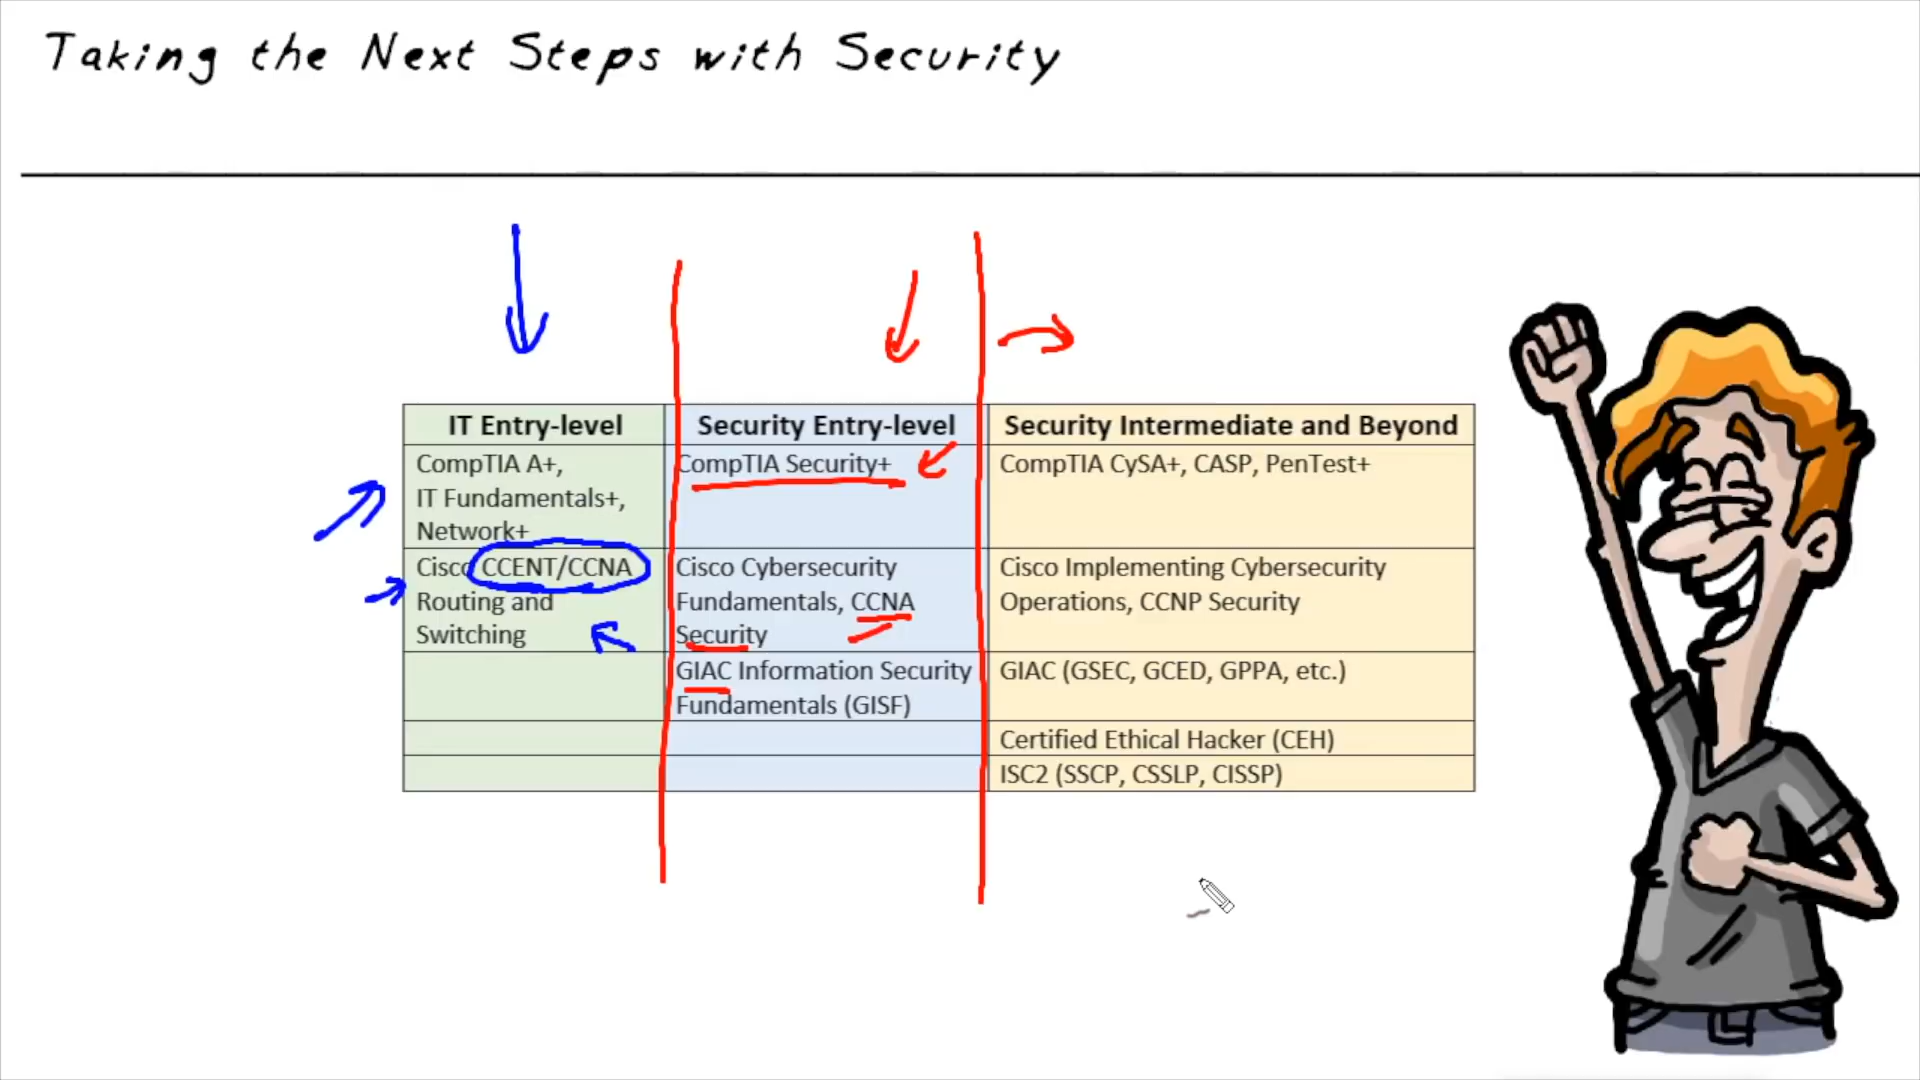 Taking the Next Steps with Security
IT Entry-level
Security Entry-level
Security Intermediate and Beyond
CompTIA A+,
IT Fundamentals+,
Network+
CompTIA Security+
CompTIA CySA+, CASP, PenTest+
Cisco CCENT/CCNA
Routing and
Switching
Cisco Cybersecurity
Fundamentals, CCNA
Security
Cisco Implementing Cybersecurity
Operations, CCNP Security
GIAC Information Security
Fundamentals (GISF)
GIAC (GSEC, GCED, GPPA, etc.)
Certified Ethical Hacker (CEH)
ISC2 (SSCP, CSSLP, CISSP)